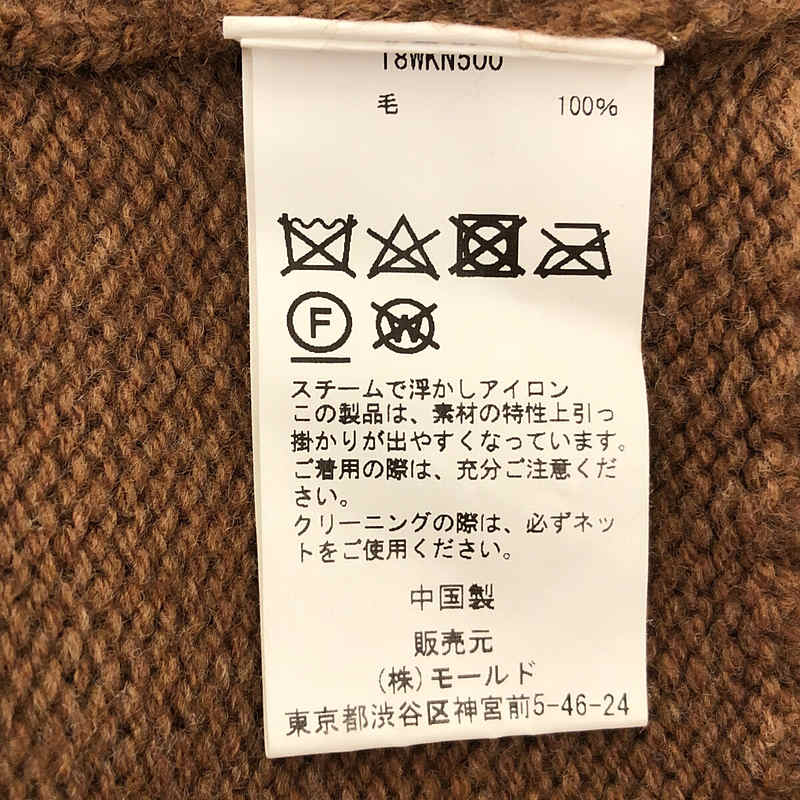 18WKN500
毛 100%
F
W
スチームで浮かしアイロン
この製品は、素材の特性上引っ
掛かりが出やすくなっています。
ご着用の際は、充分ご注意くだ
さい。
クリーニングの際は、必ずネッ
トをご使用ください。
中国製
販売元
(株)モールド
東京都渋谷区神宮前5-46-24